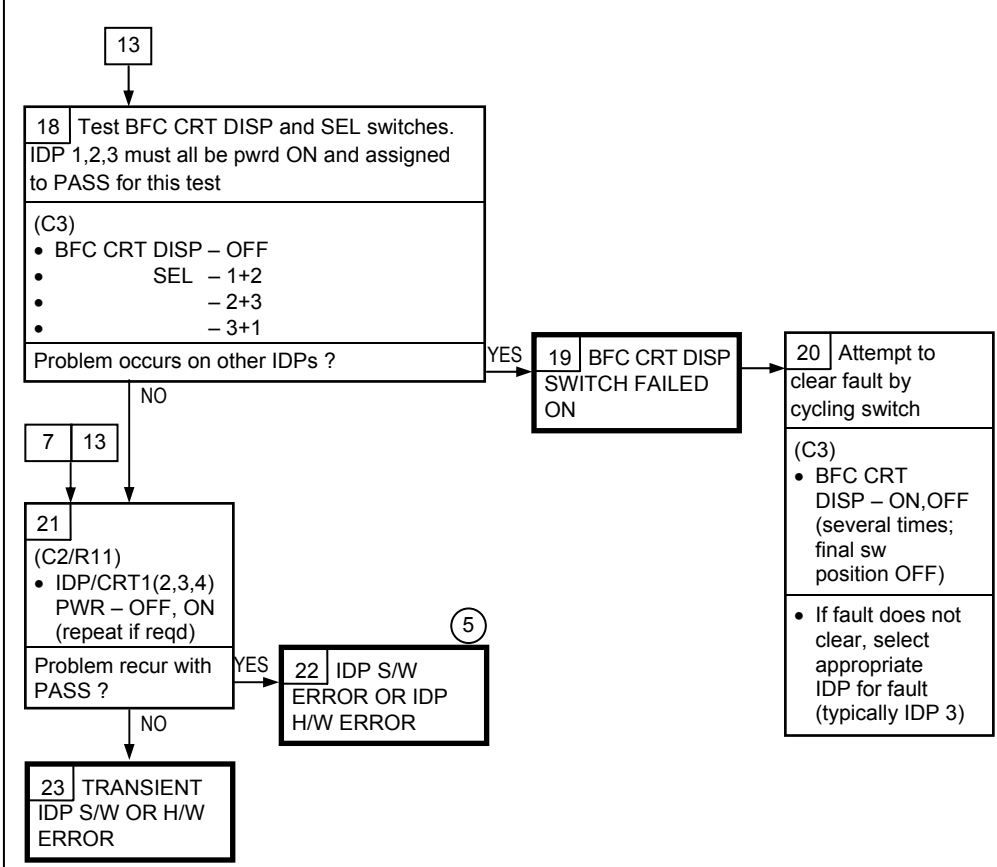 13
18 Test BFC CRT DISP and SEL switches.
IDP 1,2,3 must all be pwrd ON and assigned
to PASS for this test
(C3)
• BFC CRT DISP – OFF
• SEL – 1+2
• – 2+3
• – 3+1
Problem occurs on other IDPs ?
YES
19 BFC CRT DISP
SWITCH FAILED
ON
20 Attempt to
clear fault by
cycling switch
(C3)
• BFC CRT
DISP – ON,OFF
(several times;
final sw
position OFF)
• If fault does not
clear, select
appropriate
IDP for fault
(typically IDP 3)
NO
7 13
21
(C2/R11)
• IDP/CRT1(2,3,4)
PWR – OFF, ON
(repeat if reqd)
Problem recur with
PASS ?
YES
5
22 IDP S/W
ERROR OR IDP
H/W ERROR
NO
23 TRANSIENT
IDP S/W OR H/W
ERROR